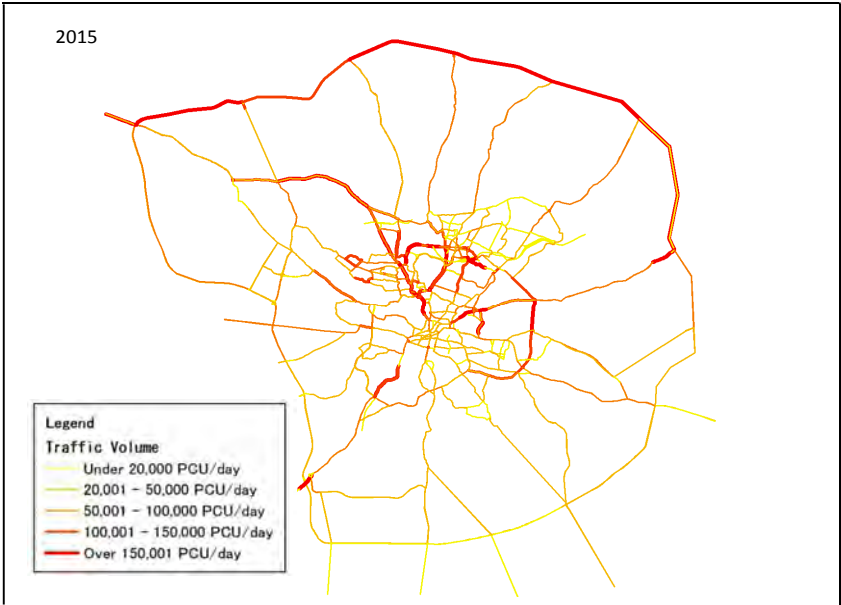 2015
Legend
Traffic Volume
Under 20,000 PCU/day
20,001 - 50,000 PCU/day
50,001 - 100,000 PCU/day
100,001 - 150,000 PCU/day
Over 150,001 PCU/day